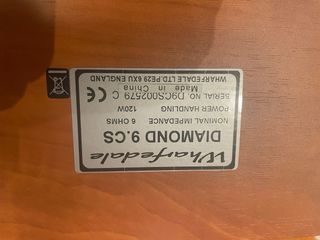 Wharfedale
DIAMOND 9.CS
NOMINAL IMPEDANCE 6 OHMS
POWER HANDLING 120W
SERIAL NO. D9CS002579 C CE
Made in China
WHARFEDALE LTD.PE29 6XU ENGLAND